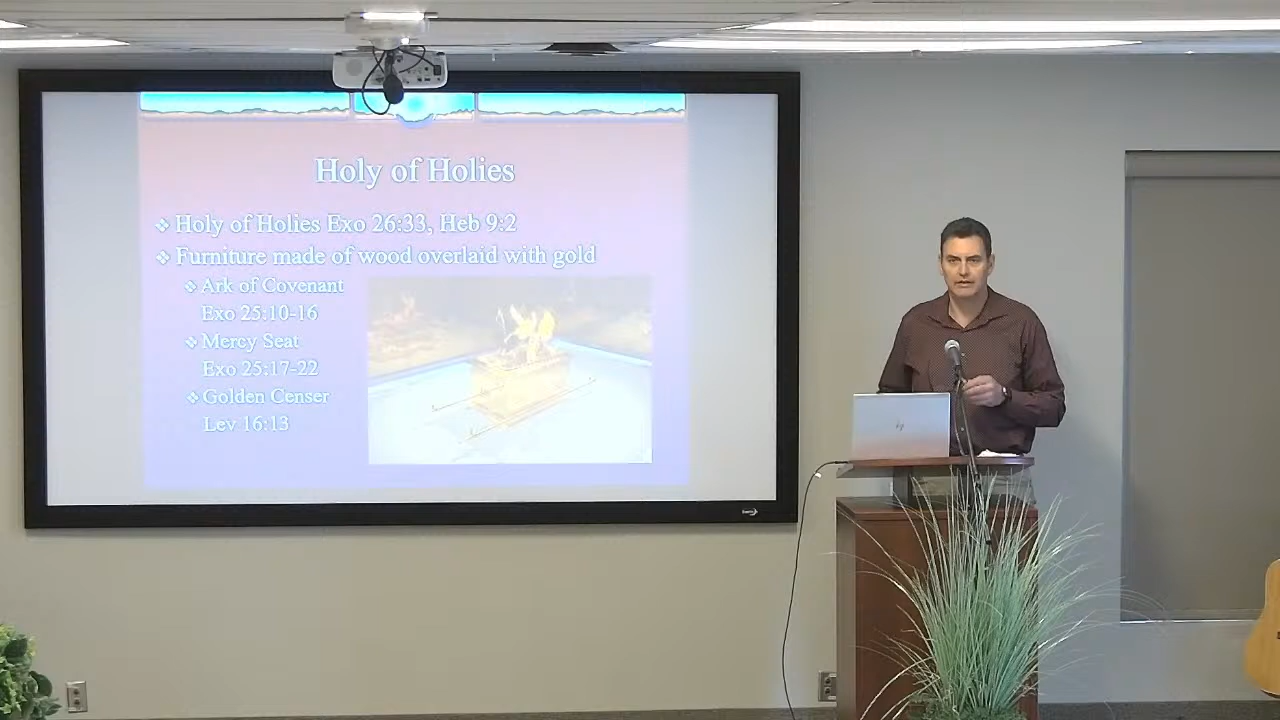 Holy of Holies
Holy of Holies Exo 26:33, Heb 9:2
Furniture made of wood overlaid with gold
Ark of Covenant
Exo 25:10-16
Mercy Seat
Exo 25:17-22
Golden Censer
Lev 16:13
hp